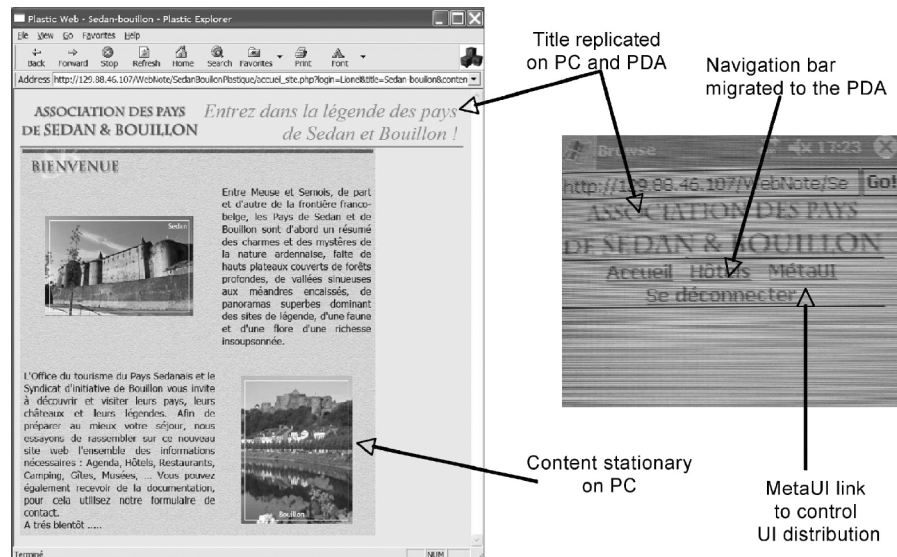 Plastic Web - Sedan-bouillon - Plastic Explorer
File View Go Favorites Help
Back Forward Stop Refresh Home Search Favorites Print Font
Address http://129.88.46.107/WebNote/SedanBouillonPlastique/accueil_site.php?login=Lionel&title=Sedan-bouillon&conten
ASSOCIATION DES PAYS
DE SEDAN & BOUILLON
Entrez dans la légende des pays
de Sedan et Bouillon !
BIENVENUE
Sedan
Entre Meuse et Semois, de part
et d'autre de la frontière franco-
belge, les Pays de Sedan et de
Bouillon sont d'abord un résumé
des charmes et des mystères de
la nature ardennaise, faite de
hauts plateaux couverts de forêts
profondes, de vallées sinueuses
aux méandres encaissés, de
panoramas superbes dominant
des sites de légende, d'une faune
et d'une flore d'une richesse
insoupsonnée.
L'Office du tourisme du Pays Sedanais et le
Syndicat d'initiative de Bouillon vous invite
à découvrir et visiter leurs pays, leurs
châteaux et leurs légendes. Afin de
préparer au mieux votre séjour, nous
essayons de rassembler sur ce nouveau
site web l'ensemble des informations
nécessaires : Agenda, Hôtels, Restaurants,
Camping, Gîtes, Musées, ... Vous pouvez
également recevoir de la documentation,
pour cela utilisez notre formulaire de
contact.
A trés bientôt .....
Bouillon
Terminé
NUM
Title replicated
on PC and PDA
Navigation bar
migrated to the PDA
Browse 17:23
http://129.88.46.107/WebNote/Se Go!
ASSOCIATION DES PAYS
DE SEDAN & BOUILLON
Accueil Hôtels MétaUI
Se déconnecter
Content stationary
on PC
MetaUI link
to control
UI distribution